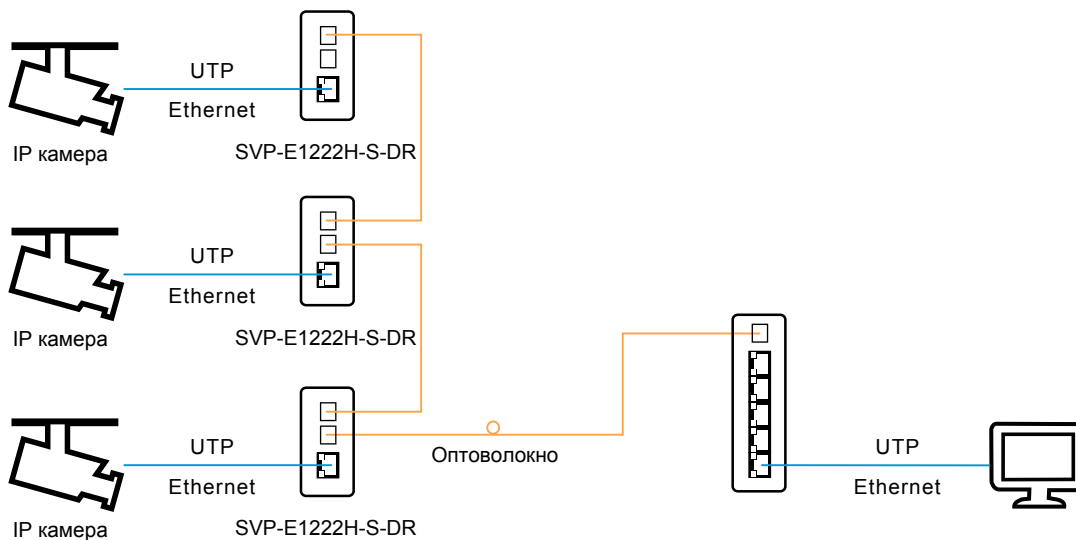 UTP
Ethernet
IP камера
SVP-E1222H-S-DR
UTP
Ethernet
IP камера
SVP-E1222H-S-DR
UTP
Ethernet
IP камера
SVP-E1222H-S-DR
Оптоволокно
UTP
Ethernet